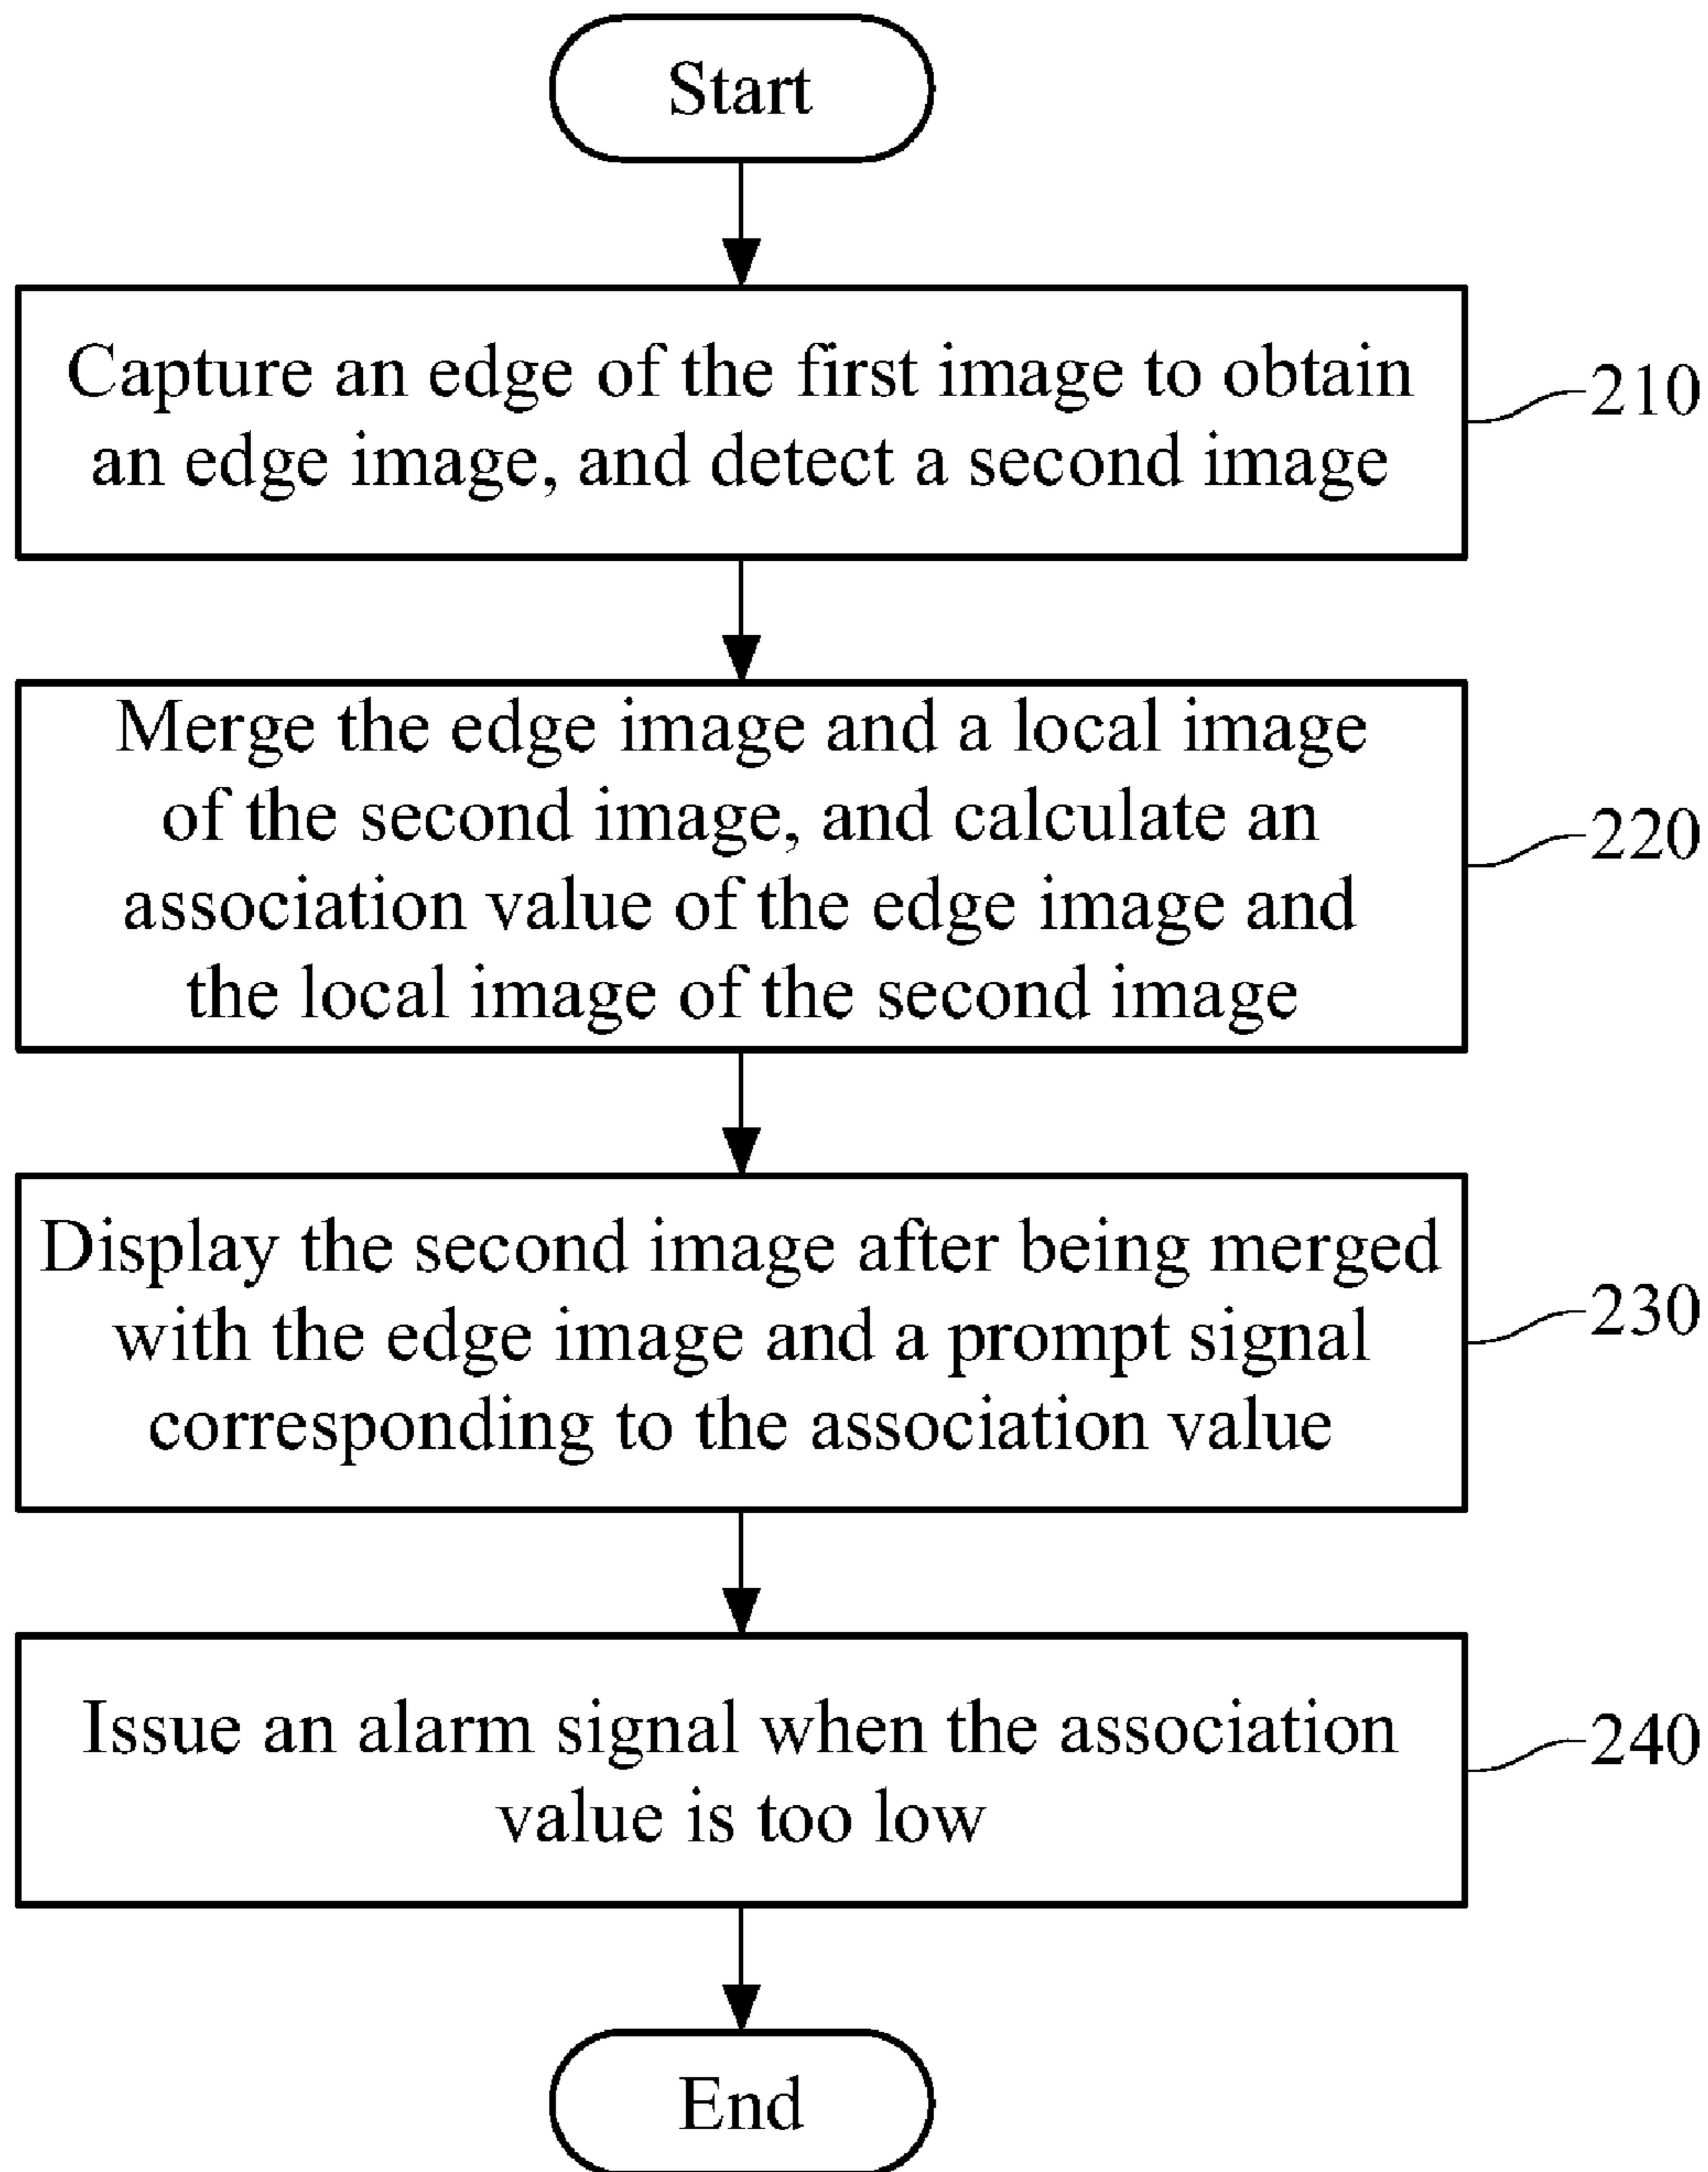 Start
Capture an edge of the first image to obtain
an edge image, and detect a second image
210
Merge the edge image and a local image
of the second image, and calculate an
association value of the edge image and
the local image of the second image
220
Display the second image after being merged
with the edge image and a prompt signal
corresponding to the association value
230
Issue an alarm signal when the association
value is too low
240
End